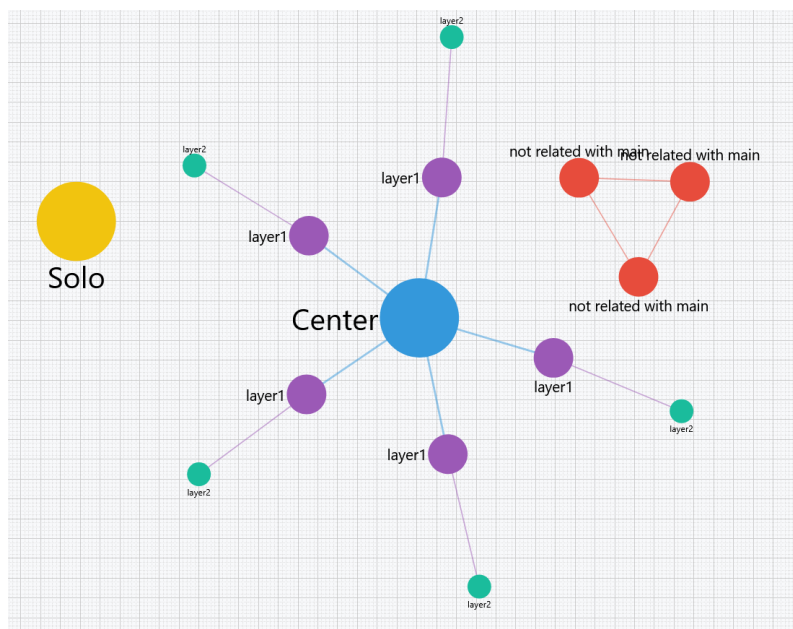 layer2
layer2
not related with main
not related with main
layer1
layer1
Solo
not related with main
Center
layer1
layer1
layer2
layer1
layer2
layer2